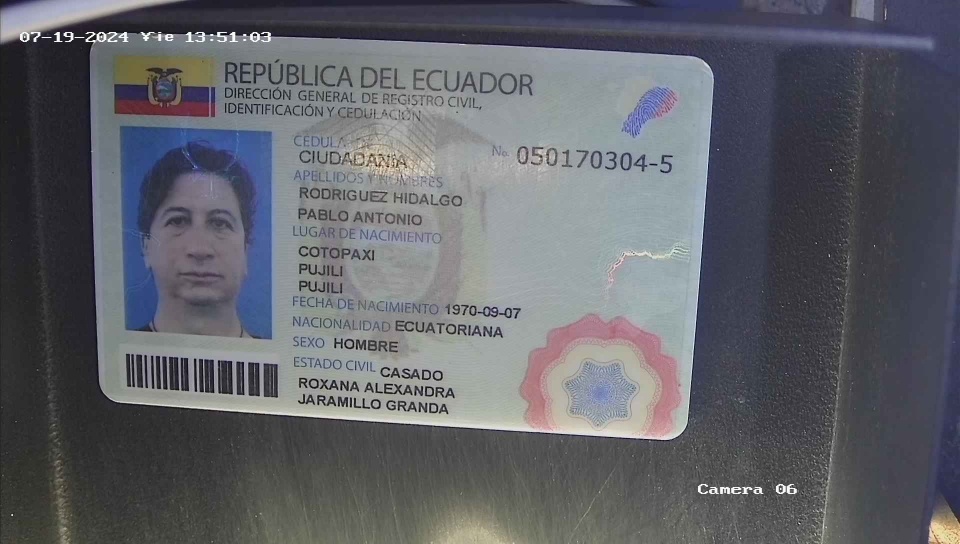 07-19-2024 Vie 13:51:03
REPÚBLICA DEL ECUADOR
DIRECCIÓN GENERAL DE REGISTRO CIVIL,
IDENTIFICACIÓN Y CEDULACIÓN
CÉDULA DE
CIUDADANÍA
No. 050170304-5
APELLIDOS Y NOMBRES
RODRIGUEZ HIDALGO
PABLO ANTONIO
LUGAR DE NACIMIENTO
COTOPAXI
PUJILI
PUJILI
FECHA DE NACIMIENTO 1970-09-07
NACIONALIDAD ECUATORIANA
SEXO HOMBRE
ESTADO CIVIL CASADO
ROXANA ALEXANDRA
JARAMILLO GRANDA
Camera 06